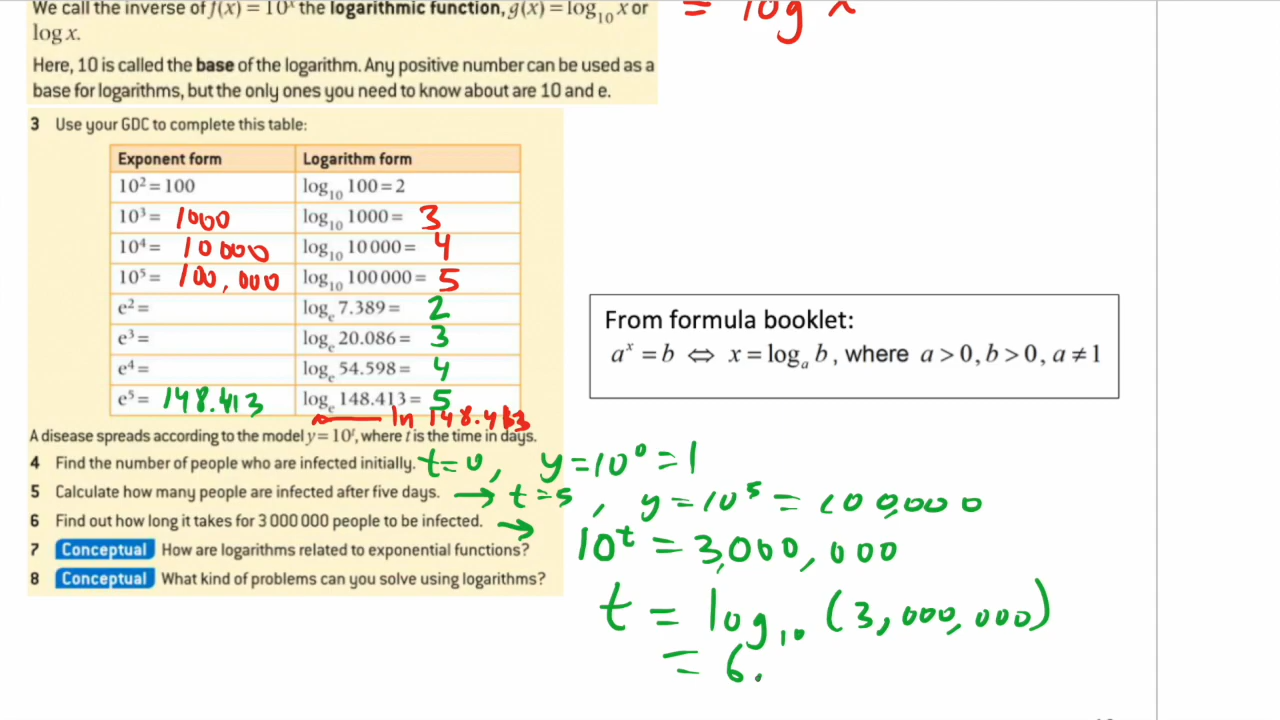 We call the inverse of f(x) = 10ˣ the logarithmic function, g(x) = log₁₀ x or
= log x
log x.
Here, 10 is called the base of the logarithm. Any positive number can be used as a
base for logarithms, but the only ones you need to know about are 10 and e.
3 Use your GDC to complete this table:
Exponent form Logarithm form
10² = 100 log₁₀ 100 = 2
10³ = 1000 log₁₀ 1000 = 3
10⁴ = 10000 log₁₀ 10 000 = 4
10⁵ = 100,000 log₁₀ 100 000 = 5
e² = logₑ 7.389 = 2
e³ = logₑ 20.086 = 3
e⁴ = logₑ 54.598 = 4
e⁵ = 148.413 logₑ 148.413 = 5
ln 148.413
From formula booklet:
aˣ = b ⇔ x = logₐ b, where a > 0, b > 0, a ≠ 1
A disease spreads according to the model y = 10ᵗ, where t is the time in days.
4 Find the number of people who are infected initially. t = 0, y = 10⁰ = 1
5 Calculate how many people are infected after five days. → t = 5, y = 10⁵ = 100,000
6 Find out how long it takes for 3 000 000 people to be infected. →
10ᵗ = 3,000,000
7 Conceptual How are logarithms related to exponential functions?
8 Conceptual What kind of problems can you solve using logarithms?
t = log₁₀ (3,000,000)
= 6.